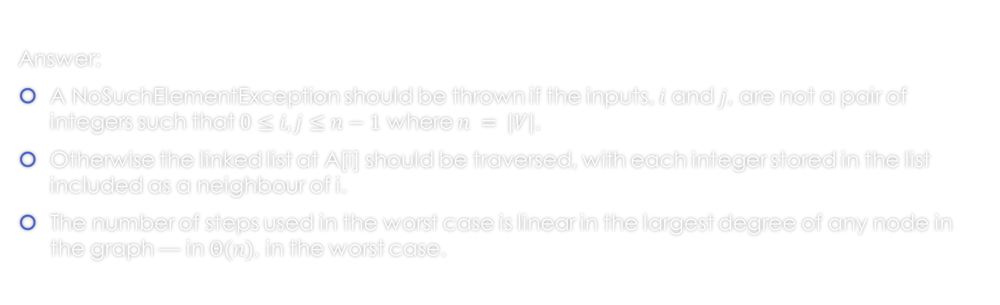 Answer:
A NoSuchElementException should be thrown if the inputs, i and j, are not a pair of
integers such that 0 ≤ i, j ≤ n − 1 where n = |V|.
Otherwise the linked list at A[i] should be traversed, with each integer stored in the list
included as a neighbour of i.
The number of steps used in the worst case is linear in the largest degree of any node in
the graph — in Θ(n), in the worst case.